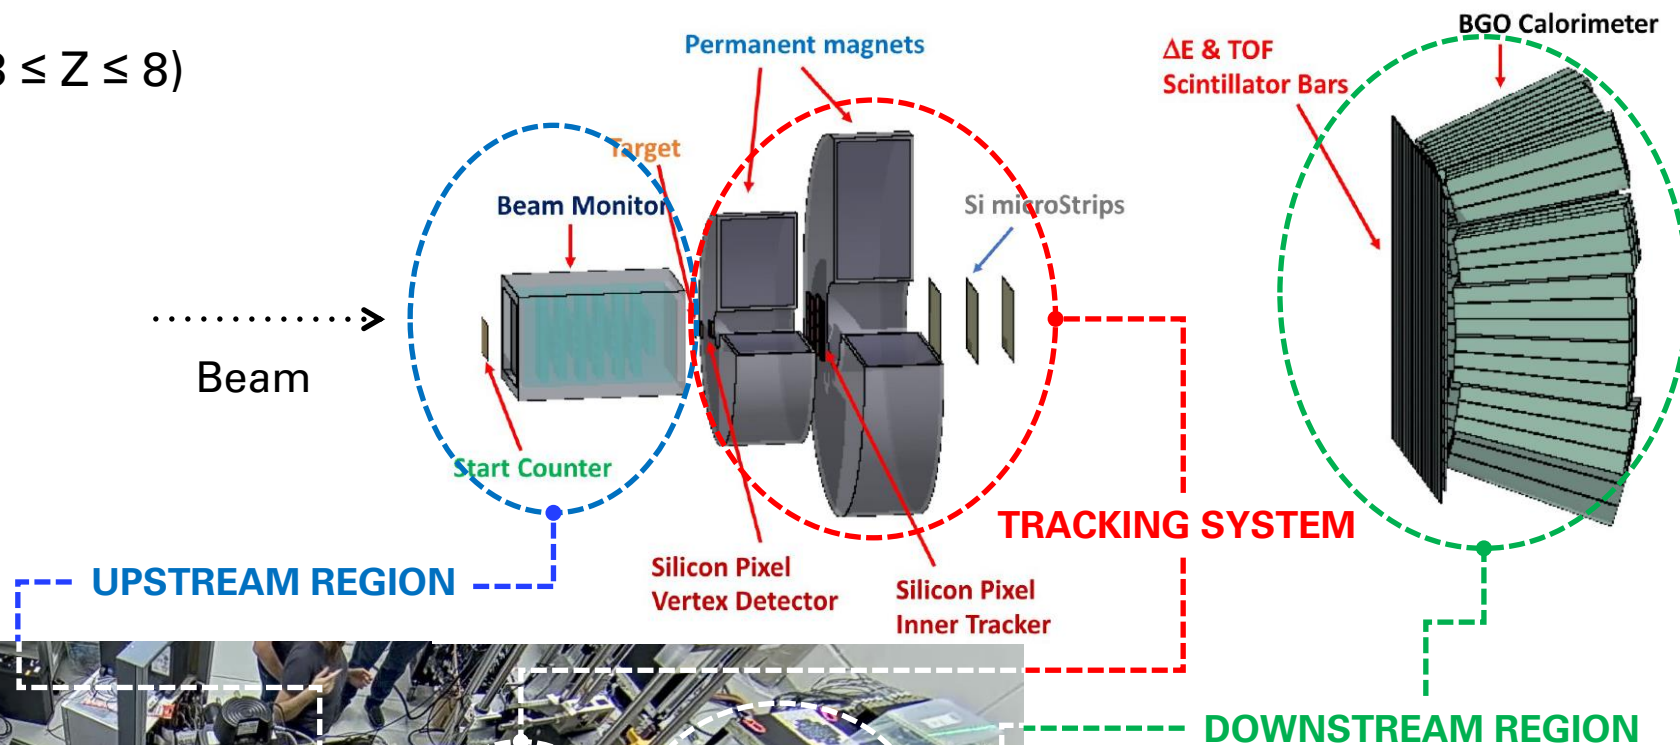 ≤ Z ≤ 8)
Permanent magnets
BGO Calorimeter
ΔE & TOF
Scintillator Bars
Target
Beam Monitor
Si microStrips
Beam
Start Counter
TRACKING SYSTEM
UPSTREAM REGION
Silicon Pixel
Vertex Detector
Silicon Pixel
Inner Tracker
DOWNSTREAM REGION